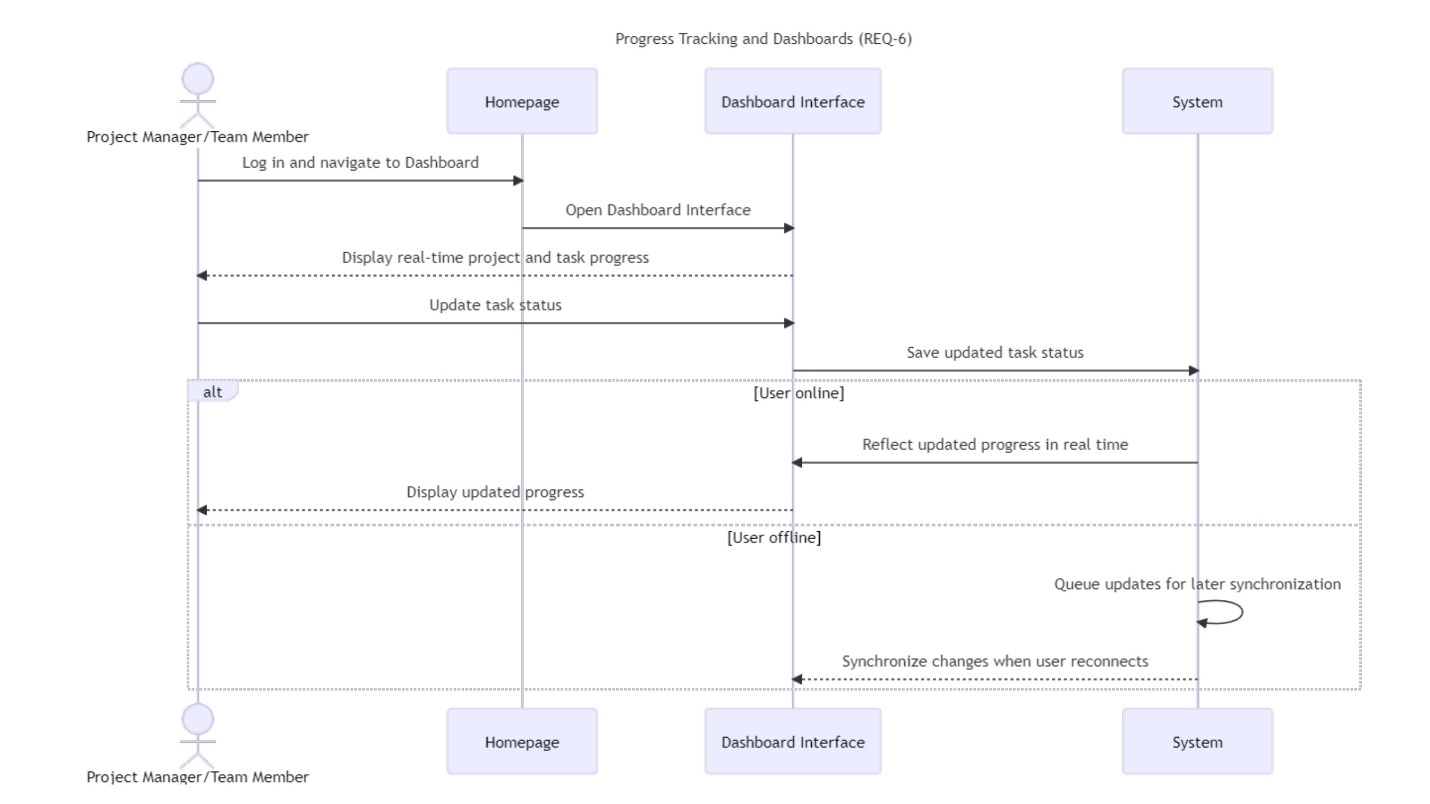 Progress Tracking and Dashboards (REQ-6)
Project Manager/Team Member
Homepage
Dashboard Interface
System
Log in and navigate to Dashboard
Open Dashboard Interface
Display real-time project and task progress
Update task status
Save updated task status
alt
[User online]
Reflect updated progress in real time
Display updated progress
[User offline]
Queue updates for later synchronization
Synchronize changes when user reconnects
Project Manager/Team Member
Homepage
Dashboard Interface
System